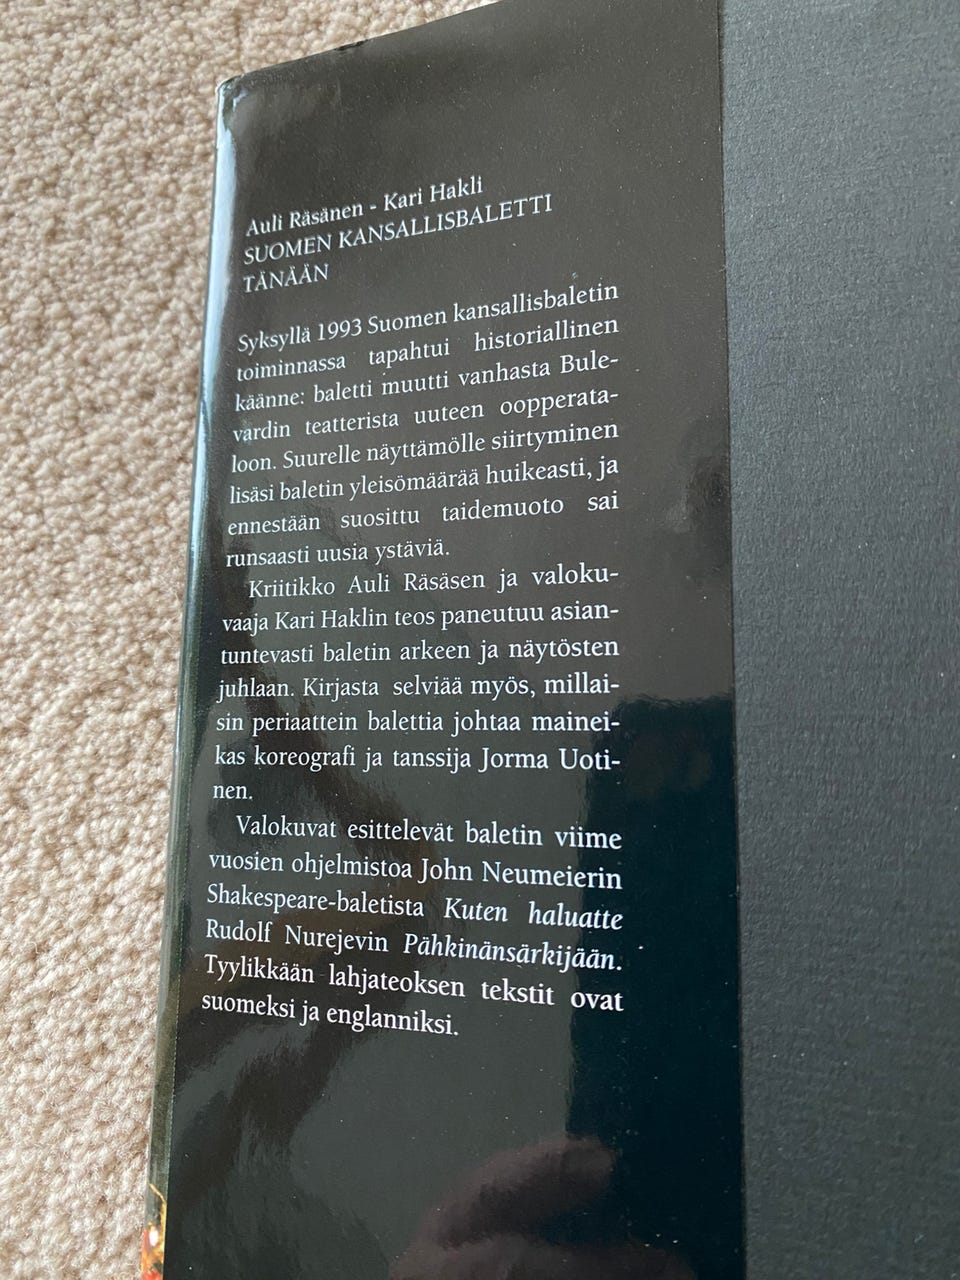 Auli Räsänen - Kari Hakli
SUOMEN KANSALLISBALETTI
TÄNÄÄN
Syksyllä 1993 Suomen kansallisbaletin
toiminnassa tapahtui historiallinen
käänne: baletti muutti vanhasta Bule-
vardin teatterista uuteen oopperata-
loon. Suurelle näyttämölle siirtyminen
lisäsi baletin yleisömäärää huikeasti, ja
ennestään suosittu taidemuoto sai
runsaasti uusia ystäviä.
Kriitikko Auli Räsäsen ja valoku-
vaaja Kari Haklin teos paneutuu asian-
tuntevasti baletin arkeen ja näytösten
juhlaan. Kirjasta selviää myös, millai-
sin periaattein balettia johtaa mainei-
kas koreografi ja tanssija Jorma Uoti-
nen.
Valokuvat esittelevät baletin viime
vuosien ohjelmistoa John Neumeierin
Shakespeare-baletista Kuten haluatte
Rudolf Nurejevin Pähkinänsärkijään.
Tyylikkään lahjateoksen tekstit ovat
suomeksi ja englanniksi.